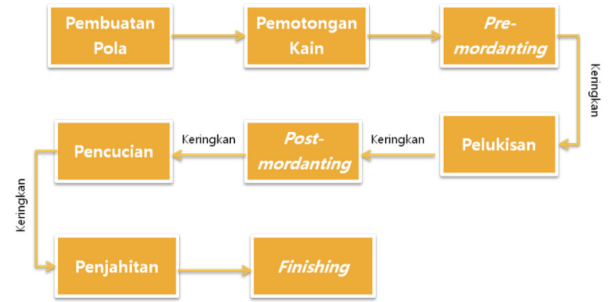 Pembuatan
Pola
Pemotongan
Kain
Pre-
mordanting
Keringkan
Pelukisan
Keringkan
Post-
mordanting
Keringkan
Pencucian
Keringkan
Penjahitan
Finishing